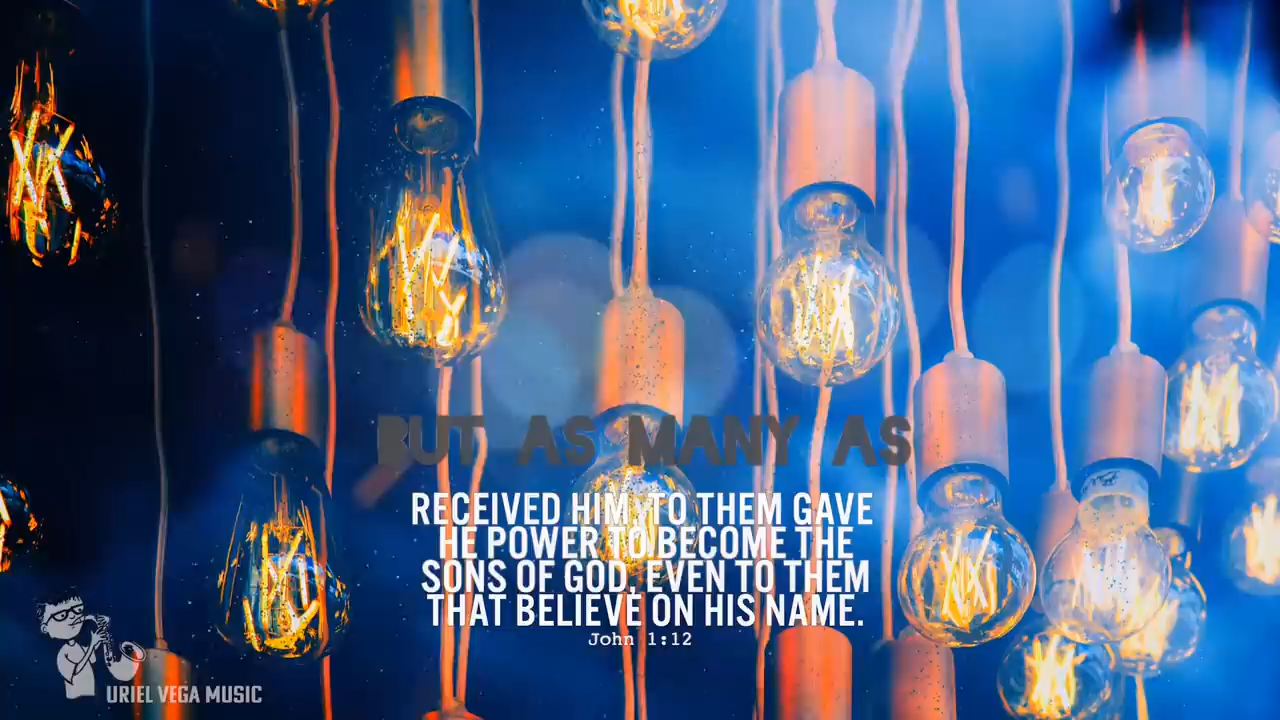 BUT AS MANY AS
RECEIVED HIM, TO THEM GAVE
HE POWER TO BECOME THE
SONS OF GOD, EVEN TO THEM
THAT BELIEVE ON HIS NAME.
John 1:12
URIEL VEGA MUSIC